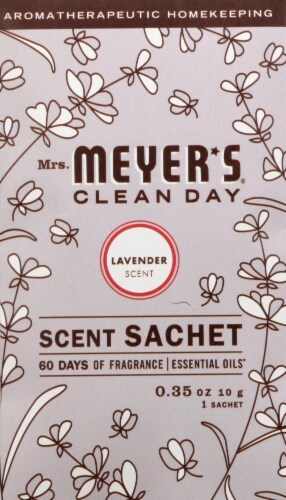 AROMATHERAPEUTIC HOMEKEEPING
Mrs. MEYER★S
CLEAN DAY
LAVENDER
SCENT
SCENT SACHET
60 DAYS OF FRAGRANCE | ESSENTIAL OILS*
0.35 OZ 10 g
1 SACHET